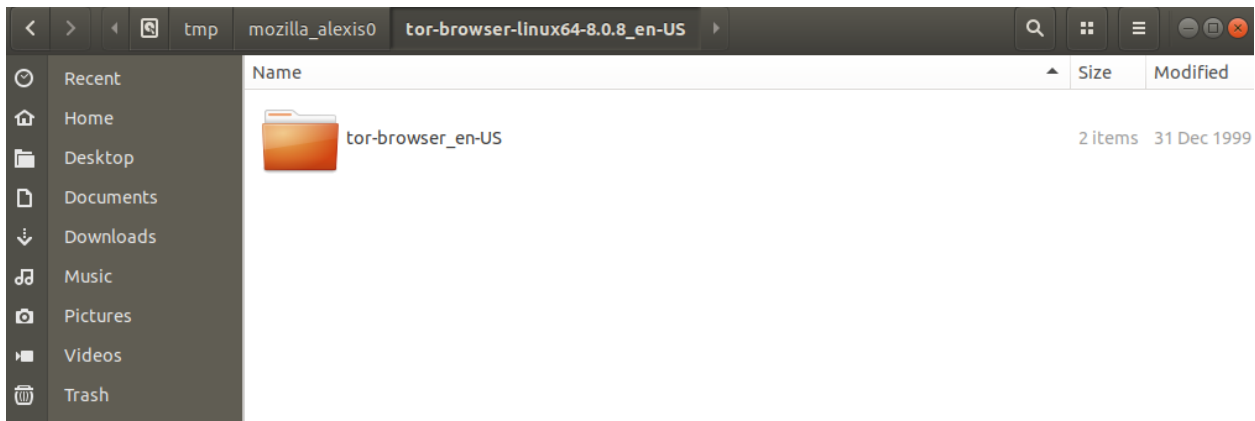 tmp mozilla_alexis0 tor-browser-linux64-8.0.8_en-US
Name Size Modified
Recent
Home
Desktop
Documents
Downloads
Music
Pictures
Videos
Trash
tor-browser_en-US 2 items 31 Dec 1999